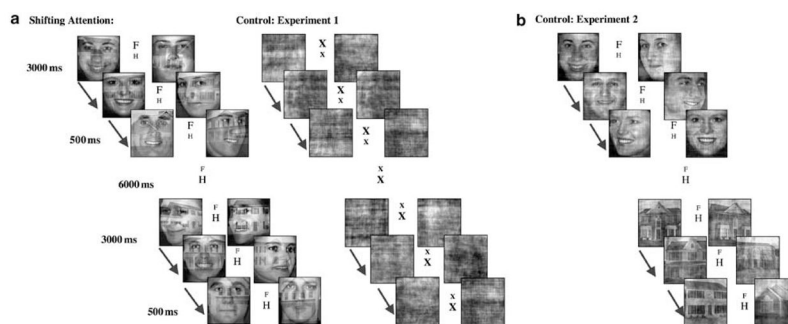 a Shifting Attention: Control: Experiment 1
b Control: Experiment 2
3000 ms
F
H
X
X
F
H
F
H
X
X
F
H
500 ms
F
H
X
X
F
H
6000 ms
F
H
X
X
F
H
3000 ms
F
H
X
X
F
H
F
H
X
X
F
H
500 ms
F
H
X
X
F
H